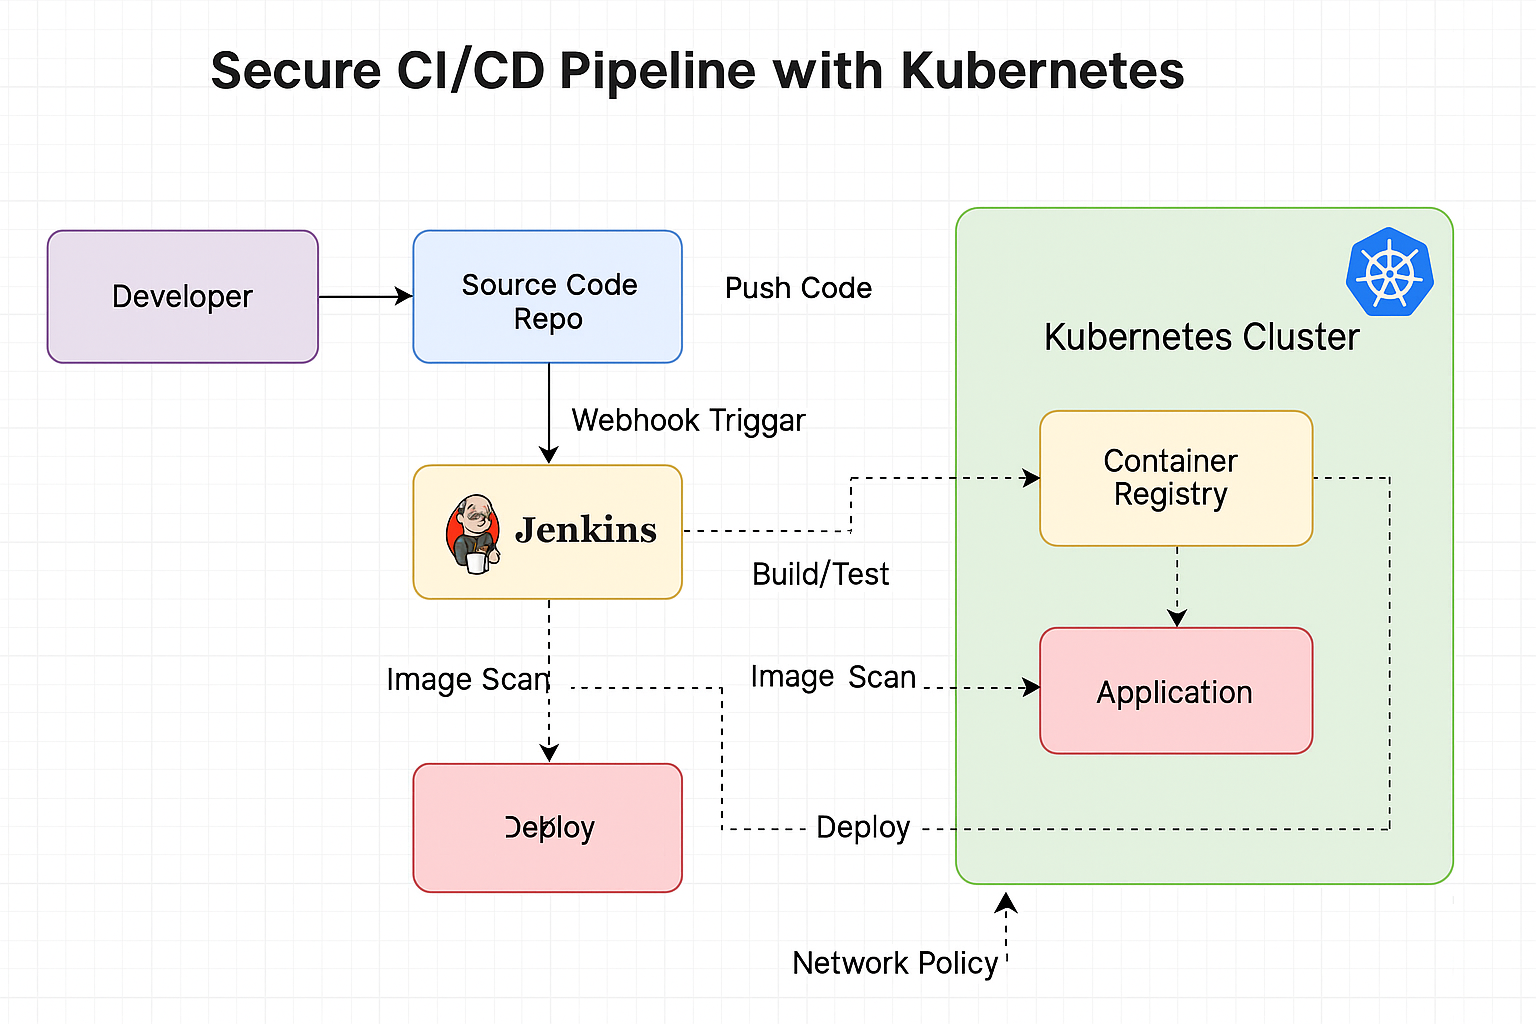 Secure CI/CD Pipeline with Kubernetes
Developer
Source Code
Repo
Push Code
Kubernetes Cluster
Webhook Triggar
Jenkins
Container
Registry
Build/Test
Image Scan
Image Scan
Application
Deploy
Deploy
Network Policy